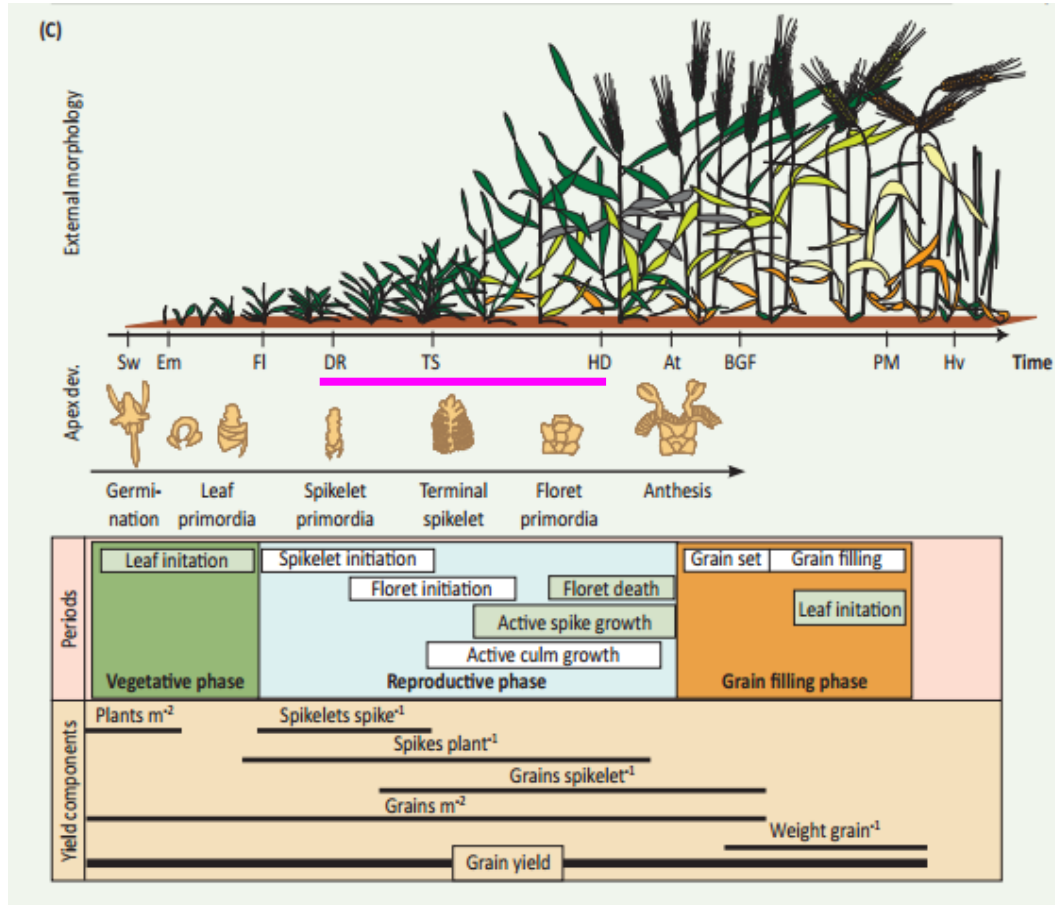 (C)
External morphology
Sw Em Fl DR TS HD At BGF PM Hv Time
Apex dev.
Germi- Leaf Spikelet Terminal Floret Anthesis
nation primordia primordia spikelet primordia
Periods
Leaf initation Spikelet initiation Grain set Grain filling
Floret initiation Floret death
Active spike growth Leaf initation
Active culm growth
Vegetative phase Reproductive phase Grain filling phase
Yield components
Plants m⁻² Spikelets spike⁻¹
Spikes plant⁻¹
Grains spikelet⁻¹
Grains m⁻²
Weight grain⁻¹
Grain yield